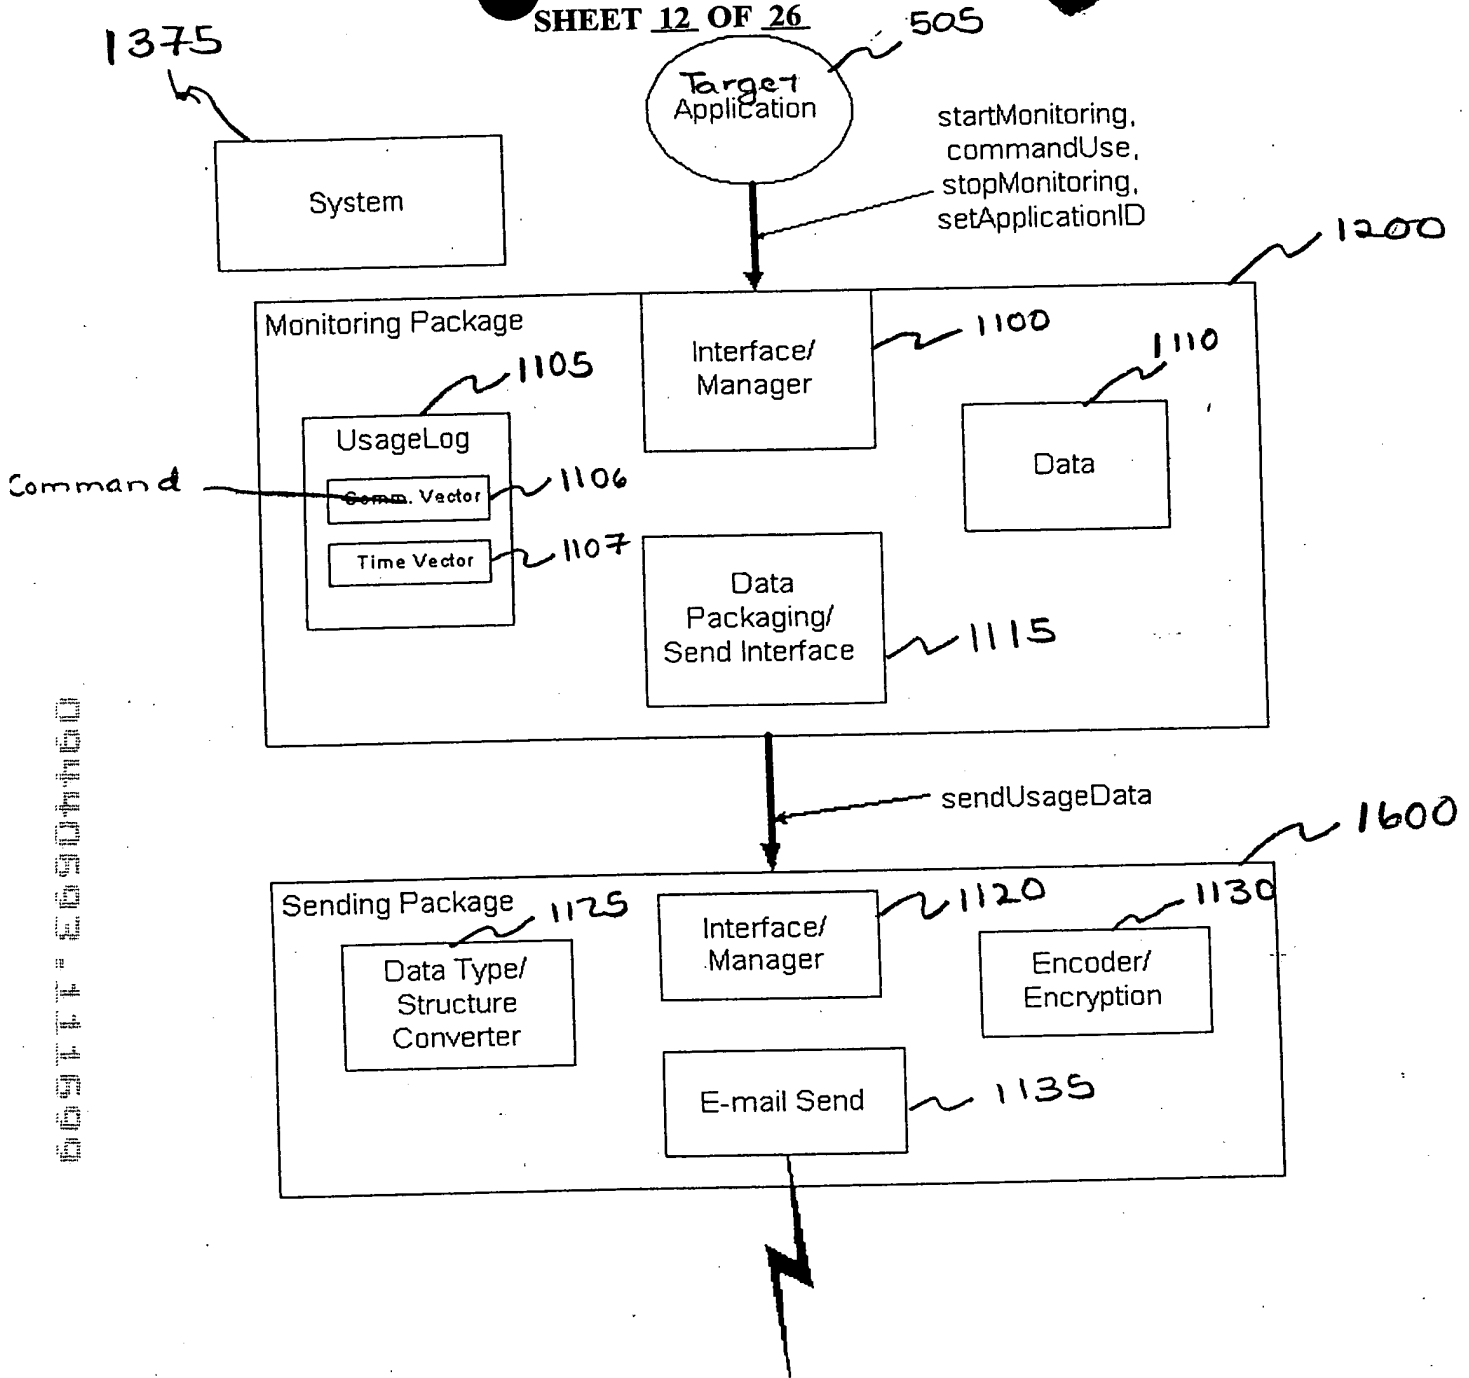 SHEET 12 OF 26
1375
505
Target
Application
System
startMonitoring,
commandUse,
stopMonitoring,
setApplicationID
1200
Monitoring Package
Interface/
Manager
1100
1110
1105
UsageLog
Data
Command
Comm. Vector
1106
Time Vector
1107
Data
Packaging/
Send Interface
1115
sendUsageData
1600
Sending Package
1125
Interface/
Manager
1120
1130
Data Type/
Structure
Converter
Encoder/
Encryption
E-mail Send
1135
09440693.111699